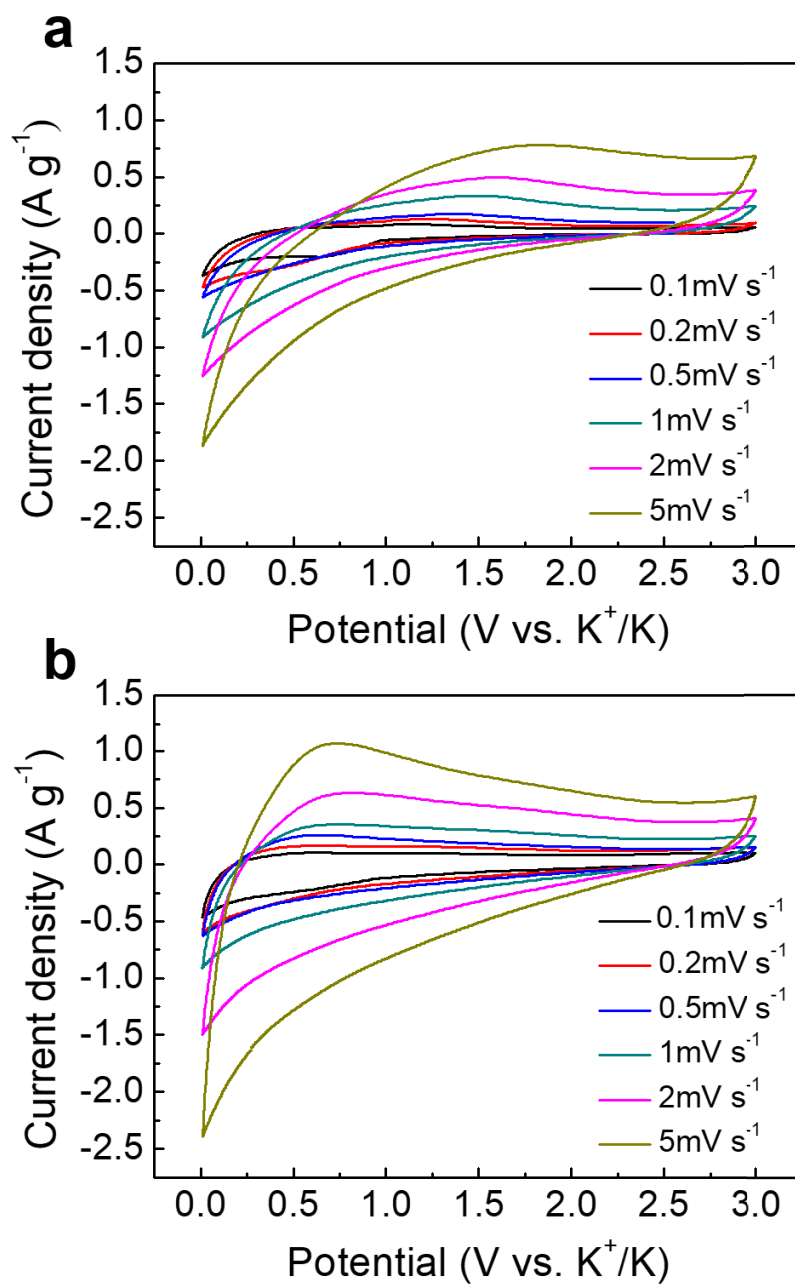 a
1.5
1.0
0.5
0.0
-0.5
-1.0
-1.5
-2.0
-2.5
Current density (A g⁻¹)
0.1mV s⁻¹
0.2mV s⁻¹
0.5mV s⁻¹
1mV s⁻¹
2mV s⁻¹
5mV s⁻¹
0.0 0.5 1.0 1.5 2.0 2.5 3.0
Potential (V vs. K⁺/K)
b
1.5
1.0
0.5
0.0
-0.5
-1.0
-1.5
-2.0
-2.5
Current density (A g⁻¹)
0.1mV s⁻¹
0.2mV s⁻¹
0.5mV s⁻¹
1mV s⁻¹
2mV s⁻¹
5mV s⁻¹
0.0 0.5 1.0 1.5 2.0 2.5 3.0
Potential (V vs. K⁺/K)